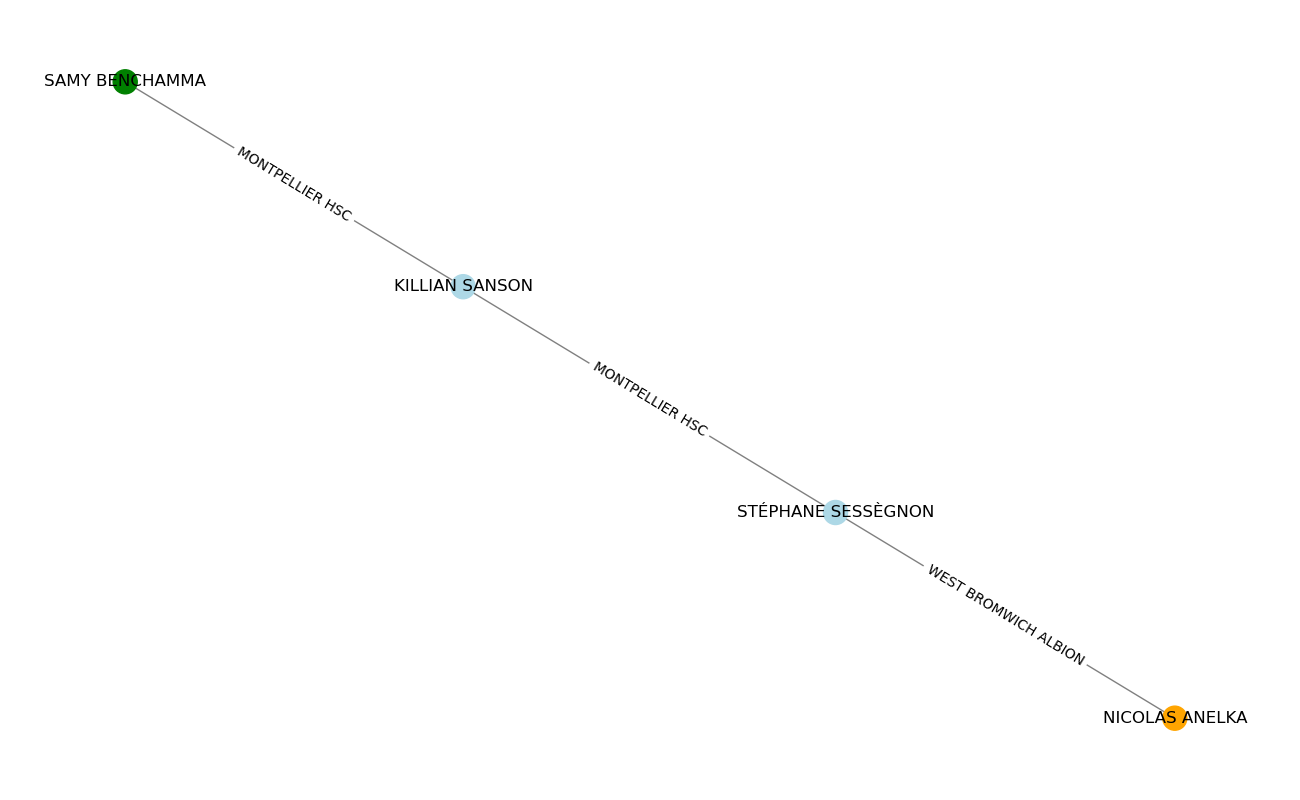 SAMY BENCHAMMA
MONTPELLIER HSC
KILLIAN SANSON
MONTPELLIER HSC
STÉPHANE SESSÈGNON
WEST BROMWICH ALBION
NICOLAS ANELKA